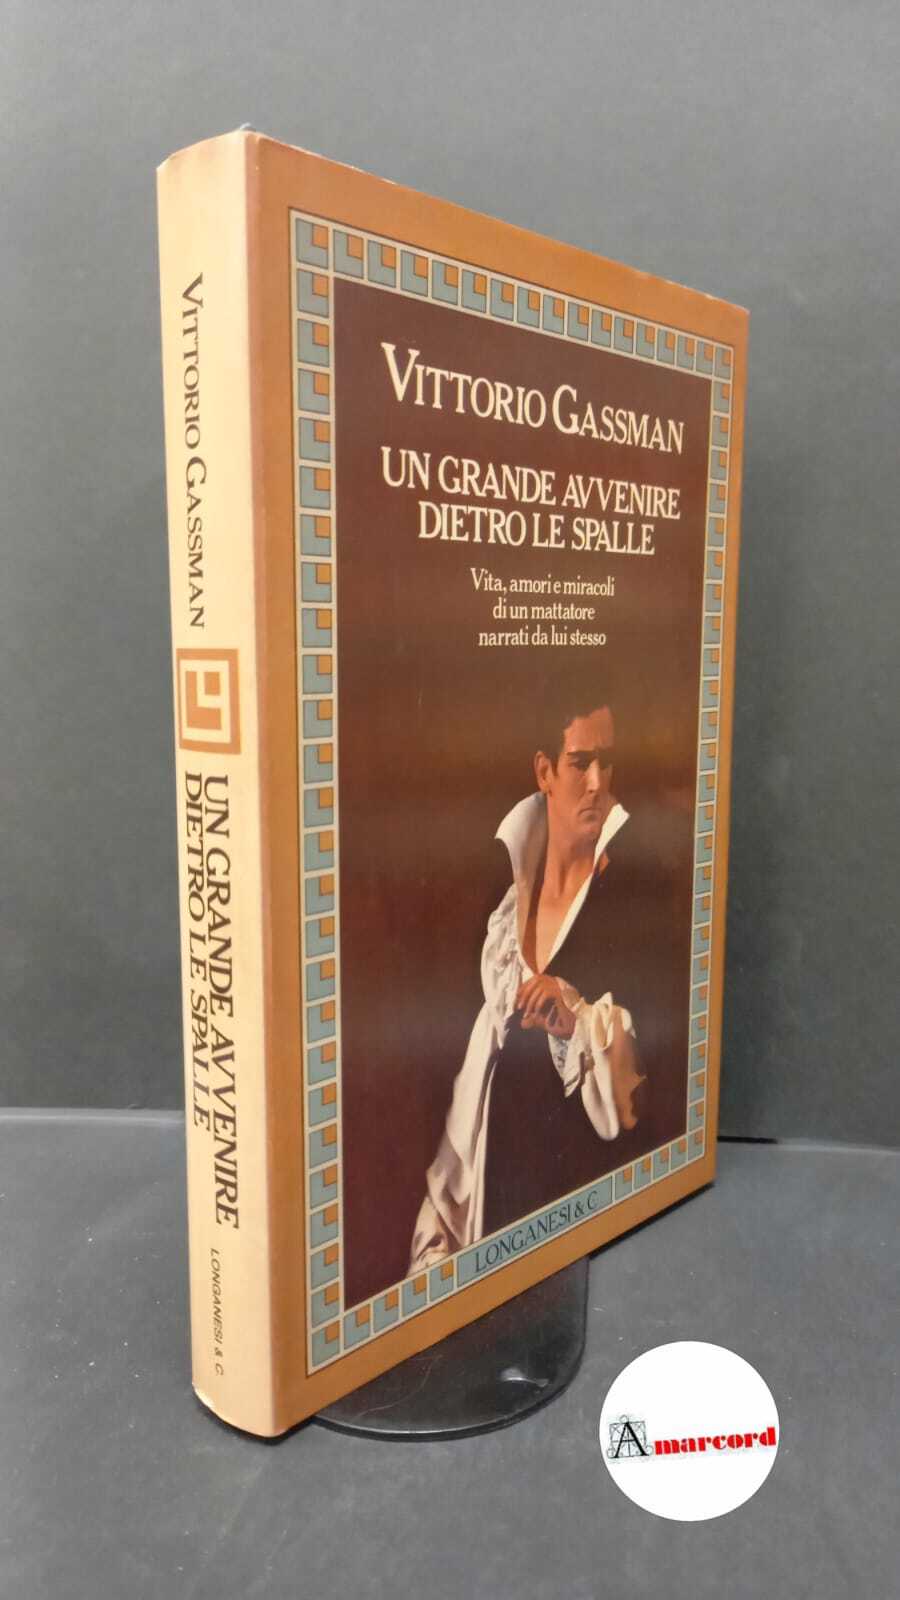 VITTORIO GASSMAN
UN GRANDE AVVENIRE
DIETRO LE SPALLE
LONGANESI & C
VITTORIO GASSMAN
UN GRANDE AVVENIRE
DIETRO LE SPALLE
Vita, amori e miracoli
di un mattatore
narrati da lui stesso
LONGANESI & C
Amarcord